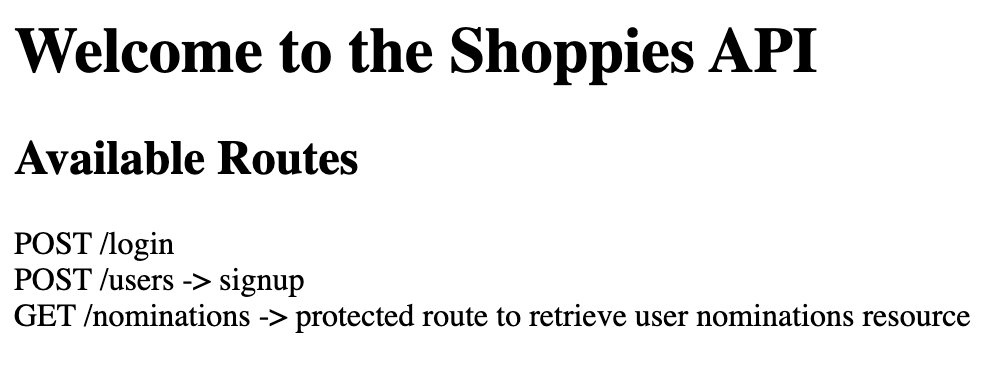 Welcome to the Shoppies API
Available Routes
POST /login
POST /users -> signup
GET /nominations -> protected route to retrieve user nominations resource